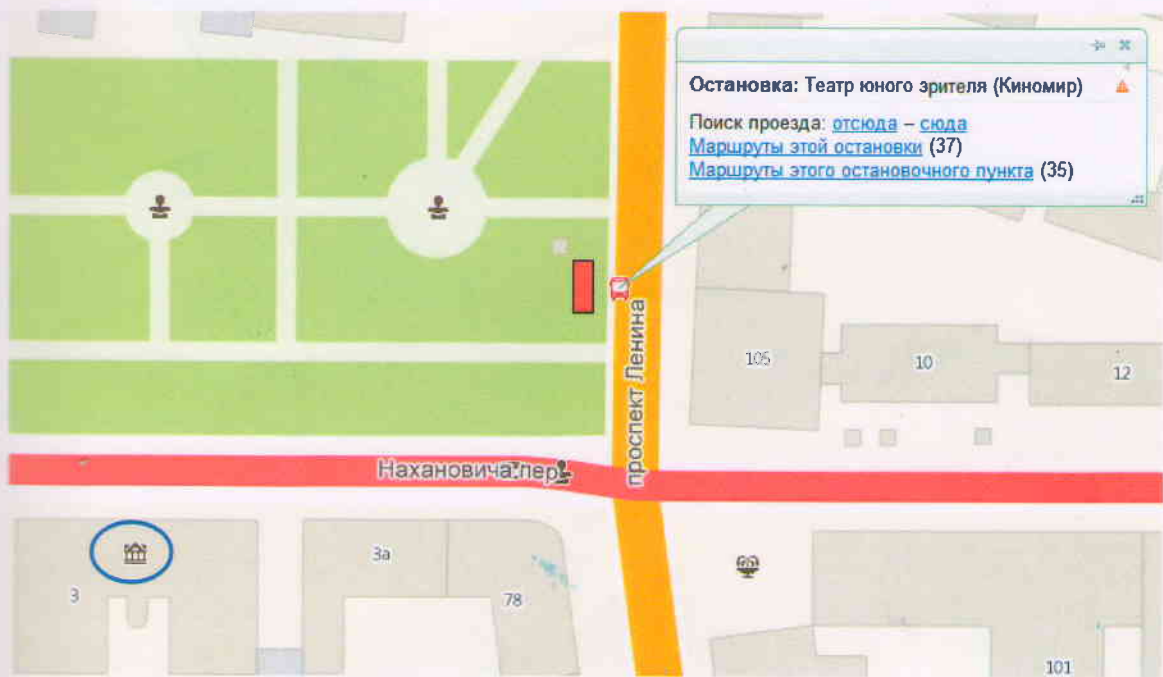 Остановка: Театр юного зрителя (Киномир)
Поиск проезда: отсюда – сюда
Маршруты этой остановки (37)
Маршруты этого остановочного пункта (35)
проспект Ленина
105
10
12
Нахановича пер.
3
3а
78
101